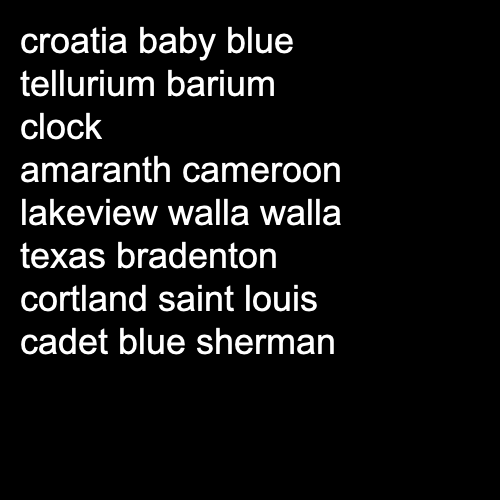 croatia baby blue
tellurium barium
clock
amaranth cameroon
lakeview walla walla
texas bradenton
cortland saint louis
cadet blue sherman